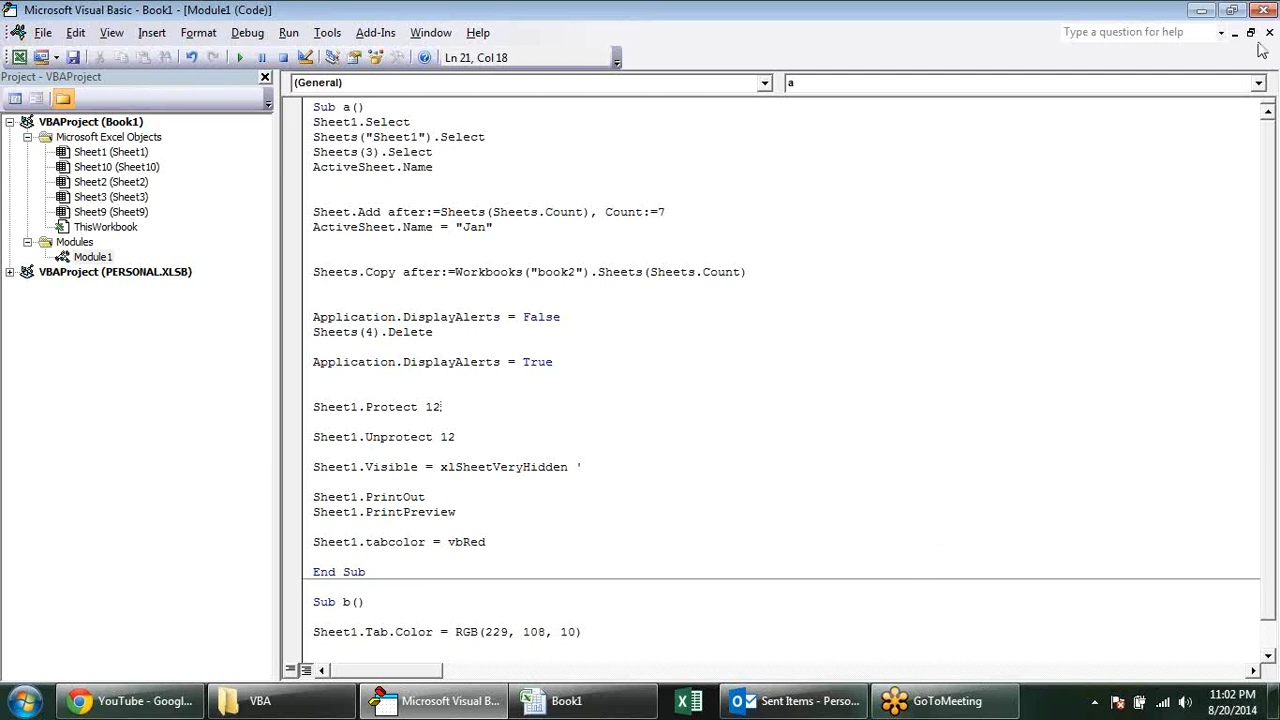 Microsoft Visual Basic - Book1 - [Module1 (Code)]
File Edit View Insert Format Debug Run Tools Add-Ins Window Help
Type a question for help
Ln 21, Col 18
Project - VBAProject
(General)
a
VBAProject (Book1)
Microsoft Excel Objects
Sheet1 (Sheet1)
Sheet10 (Sheet10)
Sheet2 (Sheet2)
Sheet3 (Sheet3)
Sheet9 (Sheet9)
ThisWorkbook
Modules
Module1
VBAProject (PERSONAL.XLSB)
Sub a()
Sheet1.Select
Sheets("Sheet1").Select
Sheets(3).Select
ActiveSheet.Name
Sheet.Add after:=Sheets(Sheets.Count), Count:=7
ActiveSheet.Name = "Jan"
Sheets.Copy after:=Workbooks("book2").Sheets(Sheets.Count)
Application.DisplayAlerts = False
Sheets(4).Delete
Application.DisplayAlerts = True
Sheet1.Protect 12
Sheet1.Unprotect 12
Sheet1.Visible = xlSheetVeryHidden '
Sheet1.PrintOut
Sheet1.PrintPreview
Sheet1.tabcolor = vbRed
End Sub
Sub b()
Sheet1.Tab.Color = RGB(229, 108, 10)
YouTube - Googl...
VBA
Microsoft Visual B...
Book1
Sent Items - Perso...
GoToMeeting
11:02 PM
8/20/2014